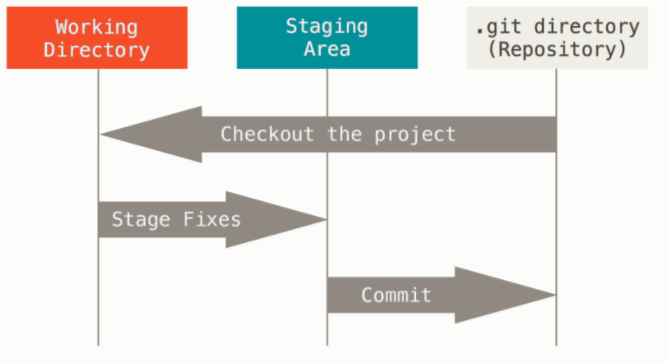 Working
Directory
Staging
Area
.git directory
(Repository)
Checkout the project
Stage Fixes
Commit